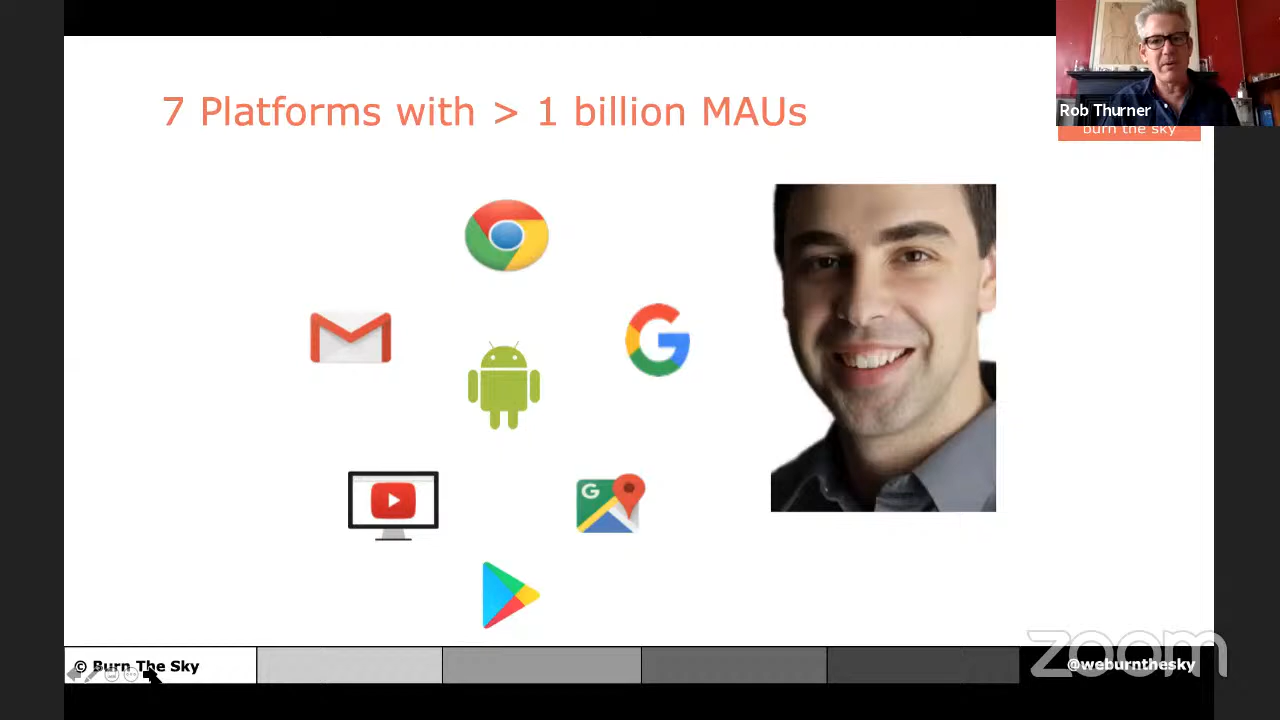 7 Platforms with > 1 billion MAUs
Rob Thurner
burn the sky
© Burn The Sky
@weburnthesky
zoom